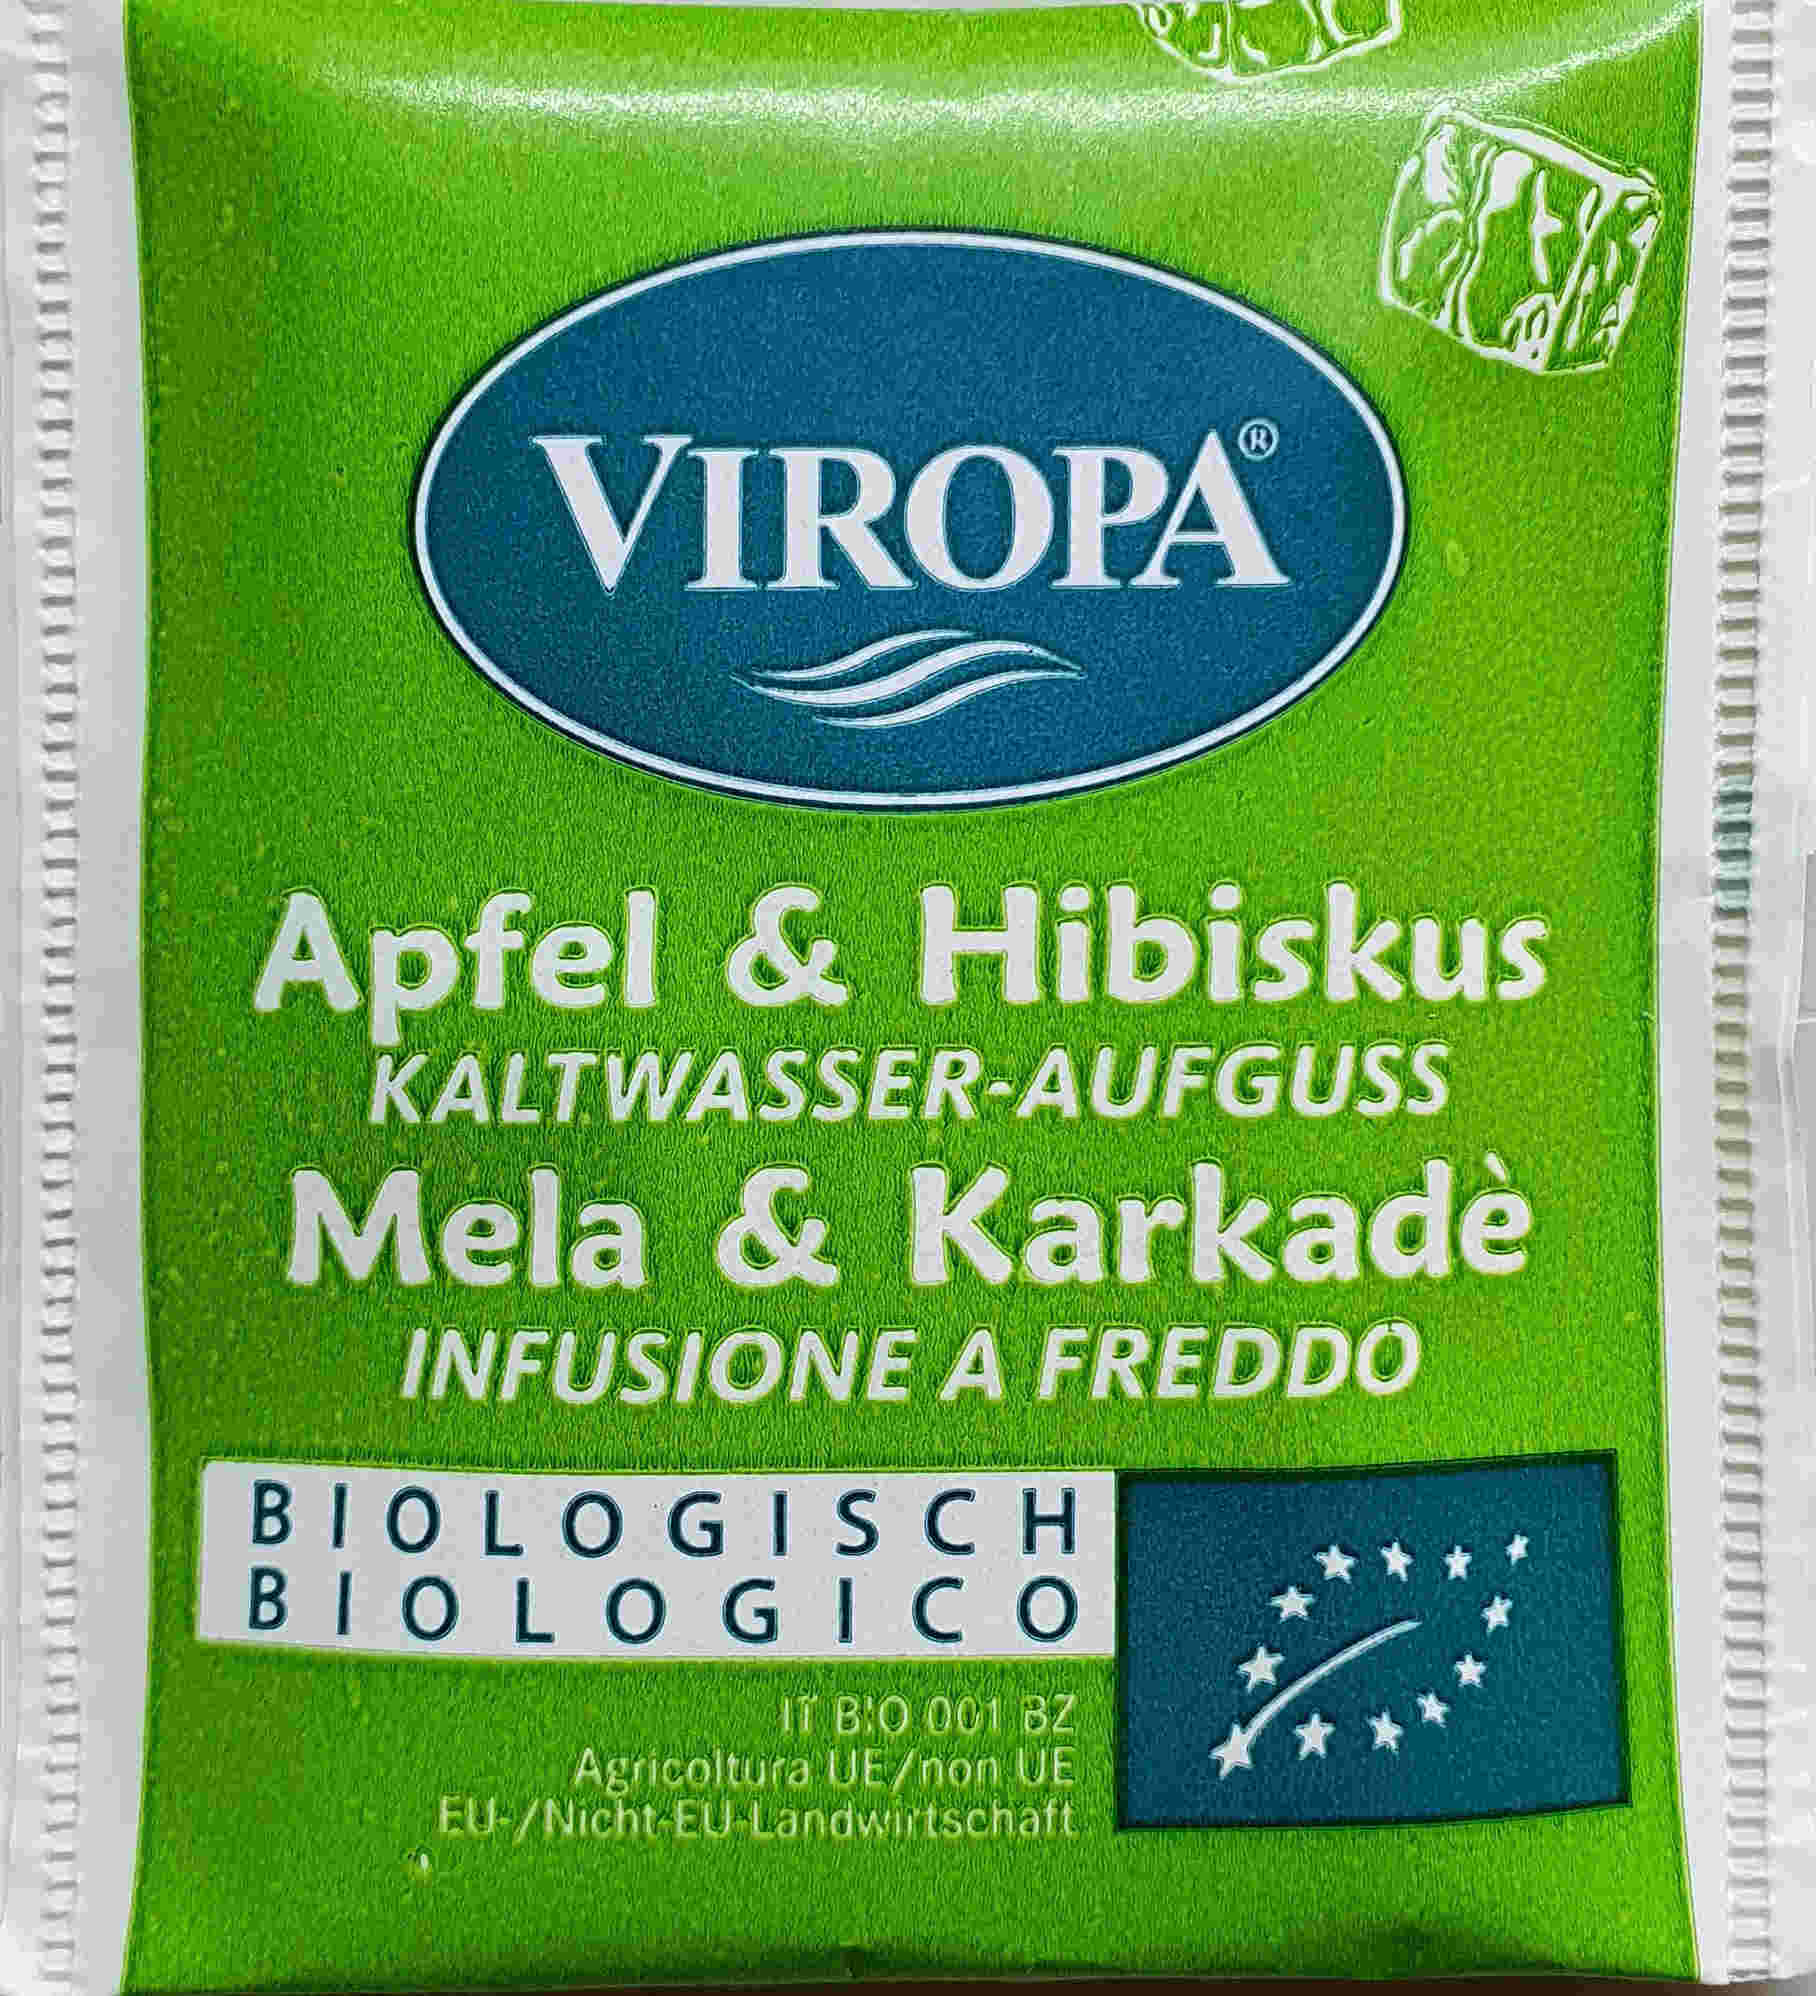 VIROPA®
Apfel & Hibiskus
KALTWASSER-AUFGUSS
Mela & Karkadè
INFUSIONE A FREDDO
BIOLOGISCH
BIOLOGICO
IT BIO 001 BZ
Agricoltura UE/non UE
EU-/Nicht-EU-Landwirtschaft